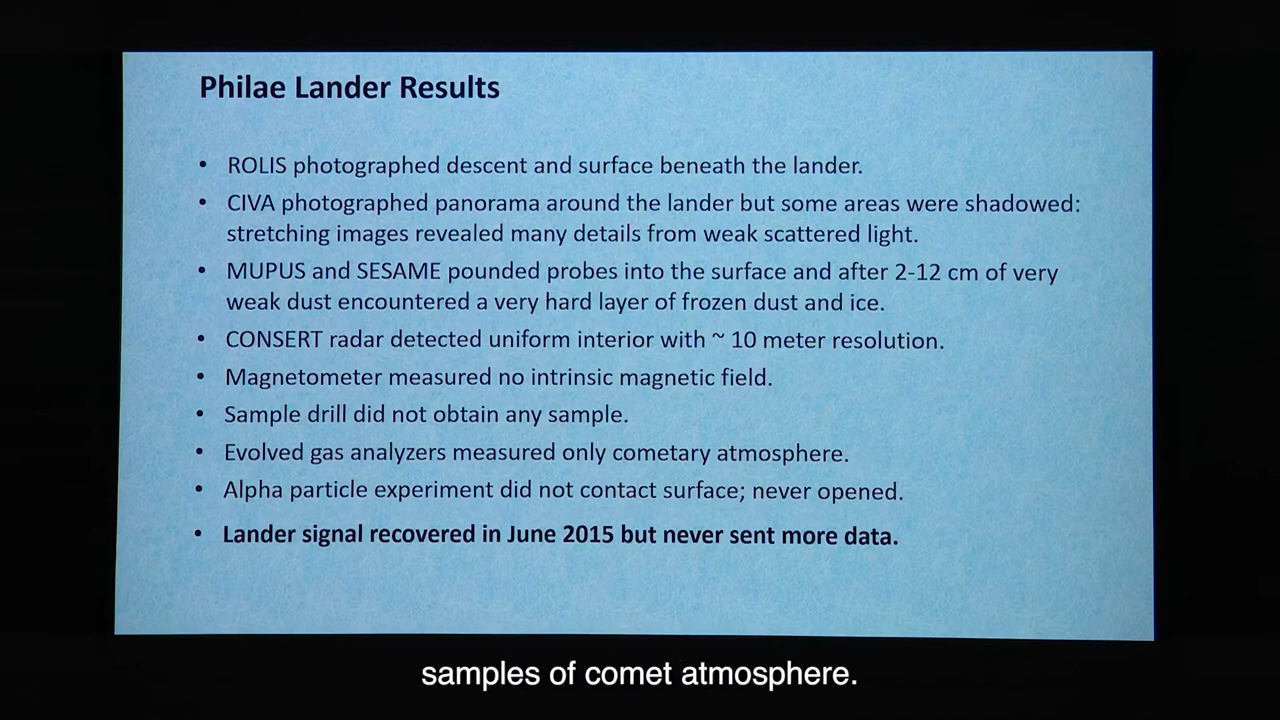 Philae Lander Results
• ROLIS photographed descent and surface beneath the lander.
• CIVA photographed panorama around the lander but some areas were shadowed:
stretching images revealed many details from weak scattered light.
• MUPUS and SESAME pounded probes into the surface and after 2-12 cm of very
weak dust encountered a very hard layer of frozen dust and ice.
• CONSERT radar detected uniform interior with ~ 10 meter resolution.
• Magnetometer measured no intrinsic magnetic field.
• Sample drill did not obtain any sample.
• Evolved gas analyzers measured only cometary atmosphere.
• Alpha particle experiment did not contact surface; never opened.
• Lander signal recovered in June 2015 but never sent more data.
samples of comet atmosphere.